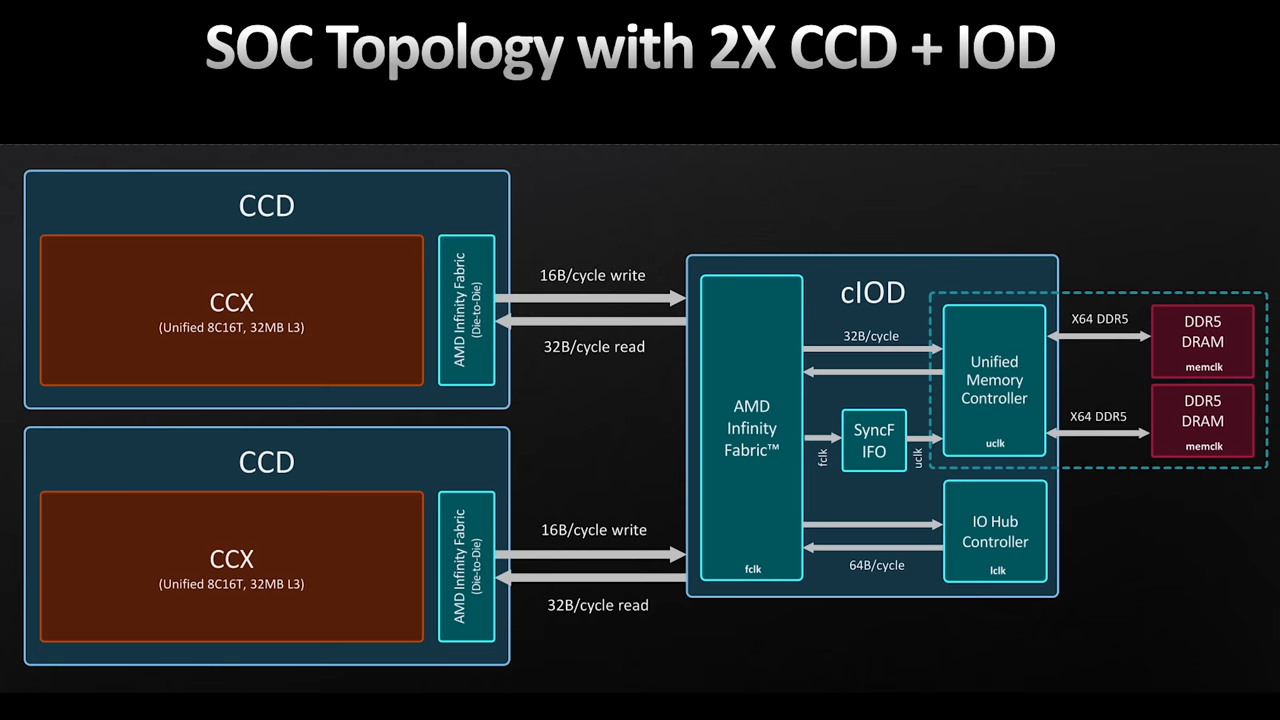 SOC Topology with 2X CCD + IOD
CCD
CCX
(Unified 8C16T, 32MB L3)
AMD Infinity Fabric
(Die-to-Die)
16B/cycle write
32B/cycle read
CCD
CCX
(Unified 8C16T, 32MB L3)
AMD Infinity Fabric
(Die-to-Die)
16B/cycle write
32B/cycle read
cIOD
AMD
Infinity
Fabric™
fclk
32B/cycle
fclk
SyncF
IFO
uclk
64B/cycle
Unified
Memory
Controller
uclk
IO Hub
Controller
lclk
X64 DDR5
DDR5
DRAM
memclk
X64 DDR5
DDR5
DRAM
memclk